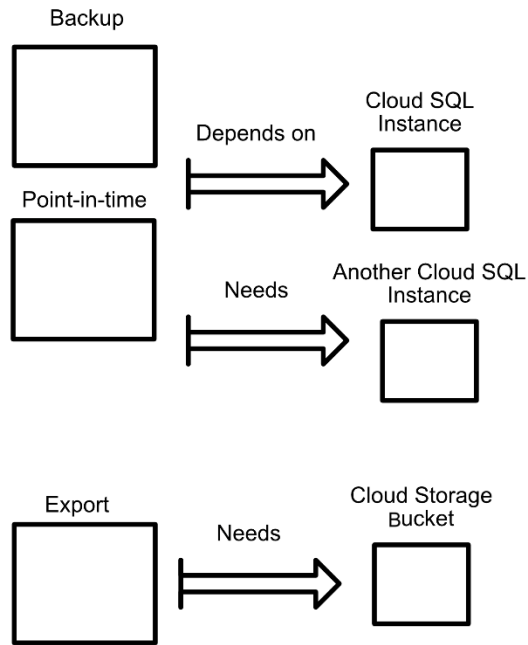 Backup
Depends on
Cloud SQL
Instance
Point-in-time
Needs
Another Cloud SQL
Instance
Export
Needs
Cloud Storage
Bucket